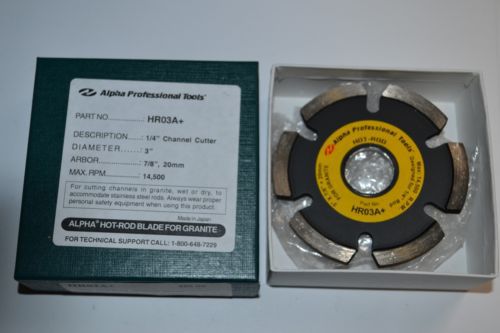 Alpha Professional Tools®
PART NO.............. HR03A+
DESCRIPTION..... 1/4" Channel Cutter
DIAMETER...... 3"
ARBOR................ 7/8", 20mm
MAX. RPM........... 14,500
For cutting channels in granite, wet or dry, to
accommodate stainless steel rods. Always wear proper
personal safety equipment when using this product.
Made in Japan
ALPHA® HOT-ROD BLADE FOR GRANITE
FOR TECHNICAL SUPPORT CALL: 1-800-648-7229
Alpha Professional Tools
HOT-ROD
FOR GRANITE
Part No.
HR03A+